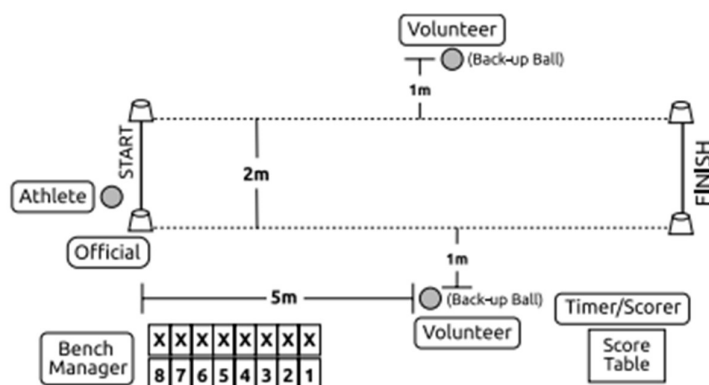 Volunteer
(Back-up Ball)
1m
START
2m
FINISH
Athlete
Official
1m
5m
(Back-up Ball)
Volunteer
Timer/Scorer
Bench
Manager
X X X X X X X X
8 7 6 5 4 3 2 1
Score
Table